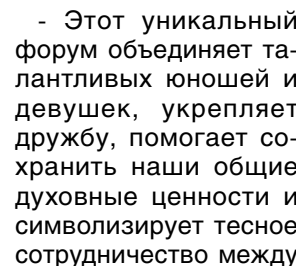 - Этот уникальный
форум объединяет та-
лантливых юношей и
девушек, укрепляет
дружбу, помогает со-
хранить наши общие
духовные ценности и
символизирует тесное
сотрудничество между